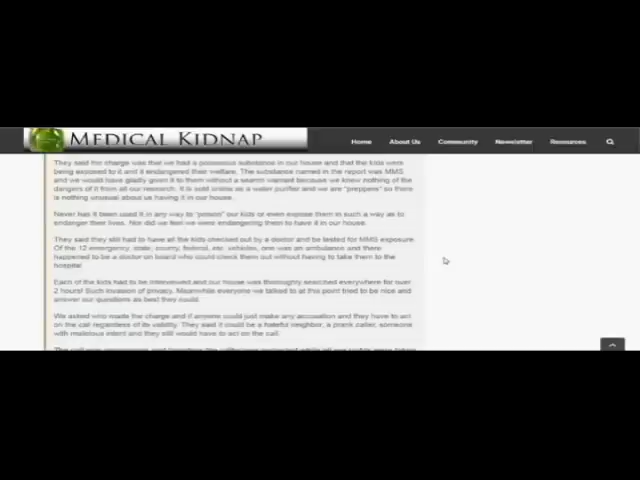 MEDICAL KIDNAP
Home About Us Community Newsletter Resources
They said the charge was that we had a poisonous substance in our house and that the kids were
being exposed to it and it endangered their welfare. The substance named in the report was MMS
and we would have gladly given it to them without a search warrant because we knew nothing of the
dangers of it from all our research. It is sold online as a water purifier and we are "preppers" so there
is nothing unusual about us having it in our house.
Never has it been used it in any way to "poison" our kids or even expose them in such a way as to
endanger their lives. Nor did we feel we were endangering them to have it in our house.
They said they still had to have all the kids checked out by a doctor and be tested for MMS exposure.
Of the 12 emergency, state, county, federal, etc. vehicles, one was an ambulance and there
happened to be a doctor on board who could check them out without having to take them to the
hospital.
Each of the kids had to be interviewed and our house was thoroughly searched everywhere for over
2 hours! Such invasion of privacy. Meanwhile everyone we talked to at this point tried to be nice and
answer our questions as best they could.
We asked who made the charge and if anyone could just make any accusation and they have to act
on the call regardless of its validity. They said it could be a hateful neighbor, a prank caller, someone
with malicious intent and they still would have to act on the call.